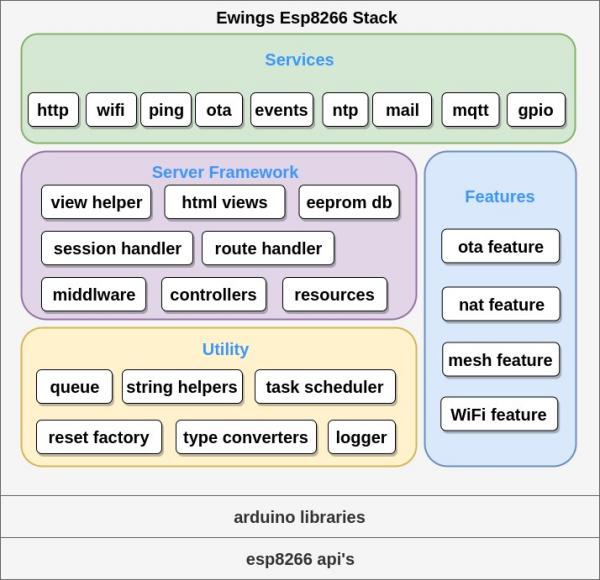 Ewings Esp8266 Stack
Services
http wifi ping ota events ntp mail mqtt gpio
Server Framework
view helper html views eeprom db
session handler route handler
middlware controllers resources
Features
ota feature
nat feature
mesh feature
WiFi feature
Utility
queue string helpers task scheduler
reset factory type converters logger
arduino libraries
esp8266 api's